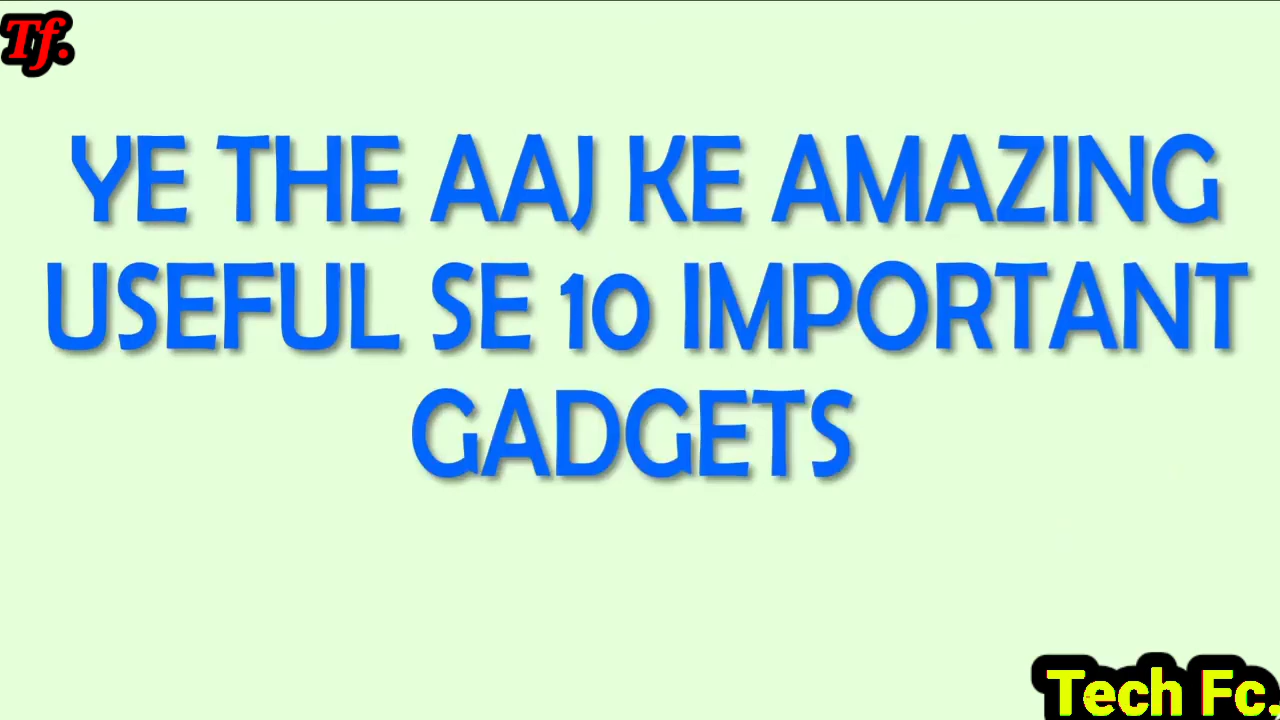 Tf.
YE THE AAJ KE AMAZING
USEFUL SE 10 IMPORTANT
GADGETS
Tech Fc.